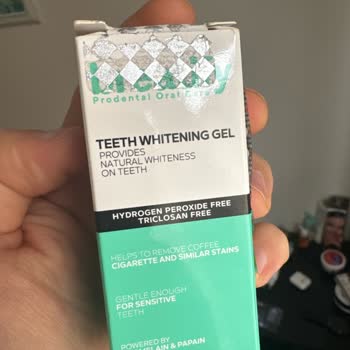 Prodental Oral Care
TEETH WHITENING GEL
PROVIDES
NATURAL WHITENESS
ON TEETH
HYDROGEN PEROXIDE FREE
TRICLOSAN FREE
HELPS TO REMOVE COFFEE
CIGARETTE AND SIMILAR STAINS
GENTLE ENOUGH
FOR SENSITIVE
TEETH
POWERED BY
& PAPAIN